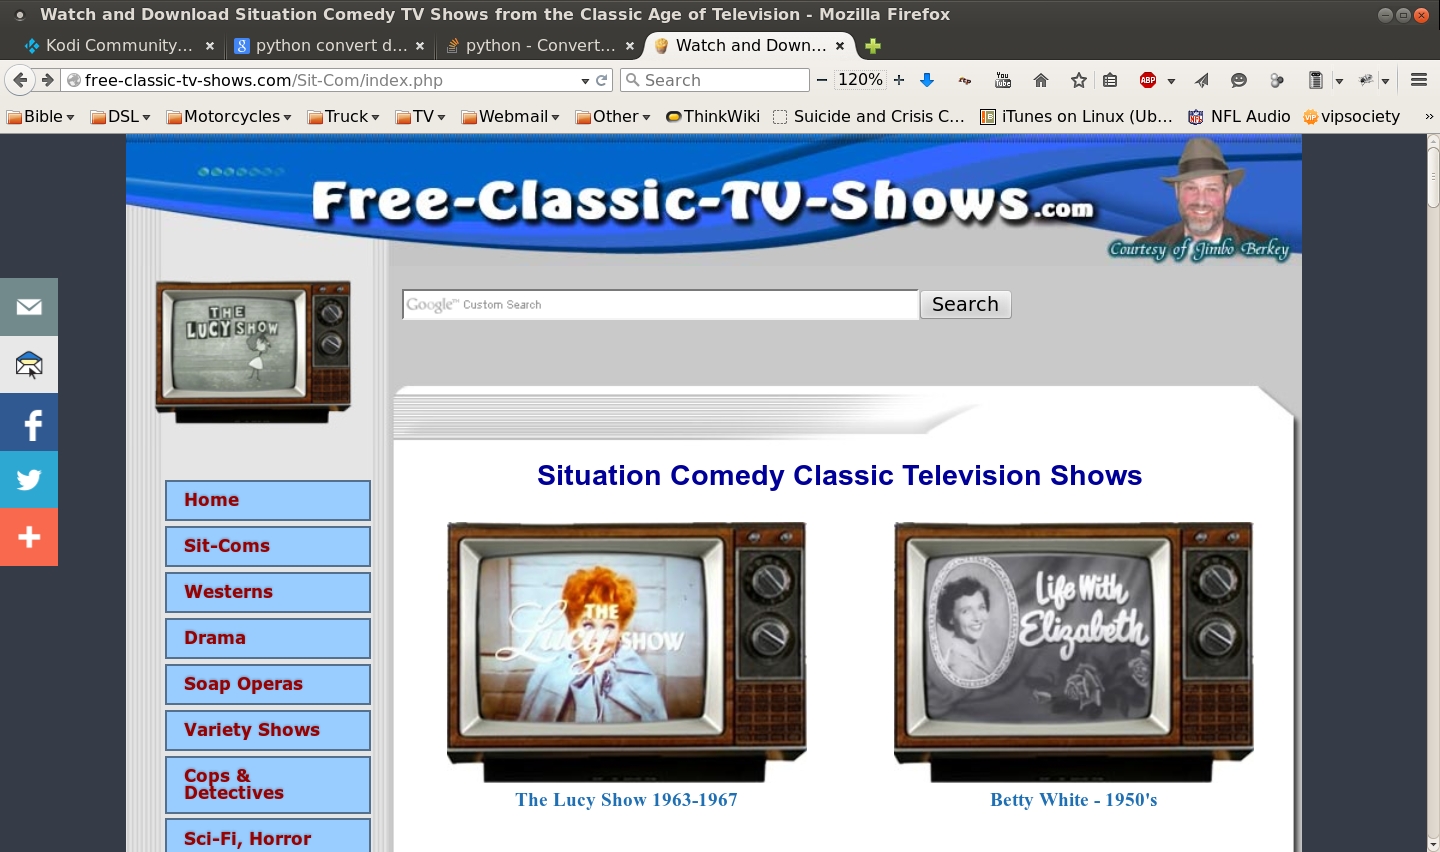 Watch and Download Situation Comedy TV Shows from the Classic Age of Television - Mozilla Firefox
Kodi Community... python convert d... python - Convert... Watch and Down...
free-classic-tv-shows.com/Sit-Com/index.php Search 120% You Tube ABP
Bible DSL Motorcycles Truck TV Webmail Other ThinkWiki Suicide and Crisis C... iTunes on Linux (Ub... NFL Audio VIP vipsociety »
Free-Classic-TV-Shows.com
Courtesy of Jimbo Berkey
THE
LUCY SHOW
Google™ Custom Search Search
Situation Comedy Classic Television Shows
Home
Sit-Coms
Westerns
Drama
Soap Operas
Variety Shows
Cops &
Detectives
Sci-Fi, Horror
THE
Lucy SHOW
Life With
Elizabeth
The Lucy Show 1963-1967
Betty White - 1950's